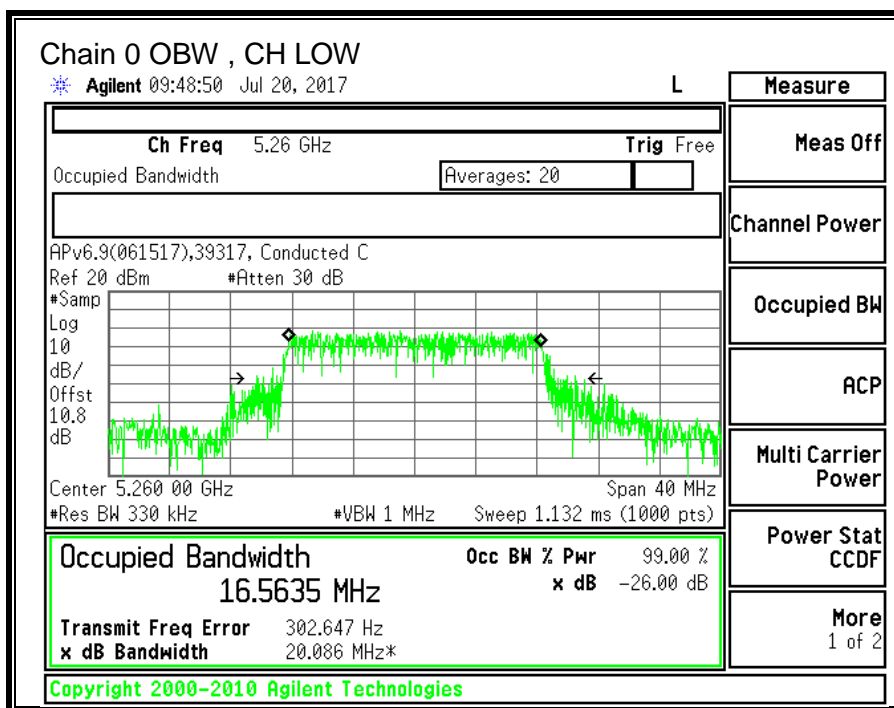 Chain 0 OBW , CH LOW
Agilent 09:48:50 Jul 20, 2017 L
Measure
Ch Freq 5.26 GHz Trig Free
Occupied Bandwidth Averages: 20
APv6.9(061517),39317, Conducted C
Ref 20 dBm #Atten 30 dB
#Samp
Log
10
dB/
Offst
10.8
dB
Center 5.260 00 GHz Span 40 MHz
#Res BW 330 kHz #VBW 1 MHz Sweep 1.132 ms (1000 pts)
Occupied Bandwidth Occ BW % Pwr 99.00 %
16.5635 MHz x dB -26.00 dB
Transmit Freq Error 302.647 Hz
x dB Bandwidth 20.086 MHz*
Meas Off
Channel Power
Occupied BW
ACP
Multi Carrier
Power
Power Stat
CCDF
More
1 of 2
Copyright 2000-2010 Agilent Technologies